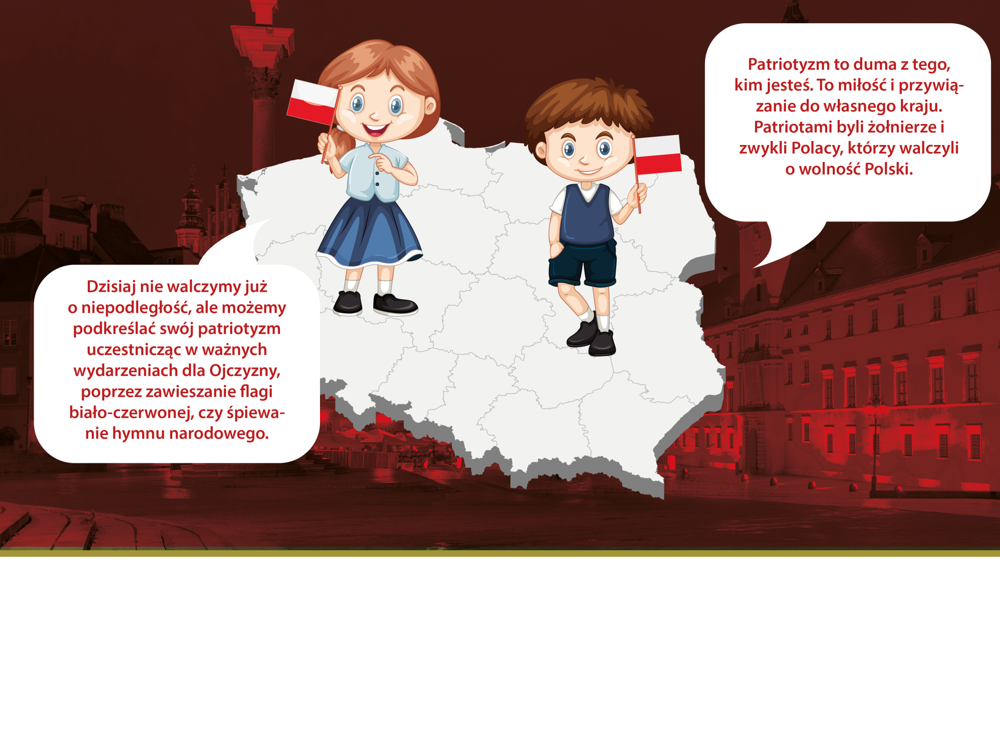 Patriotyzm to duma z tego,
kim jesteś. To miłość i przywią-
zanie do własnego kraju.
Patriotami byli żołnierze i
zwykli Polacy, którzy walczyli
o wolność Polski.
Dzisiaj nie walczymy już
o niepodległość, ale możemy
podkreślać swój patriotyzm
uczestnicząc w ważnych
wydarzeniach dla Ojczyzny,
poprzez zawieszanie flagi
biało-czerwonej, czy śpiewa-
nie hymnu narodowego.